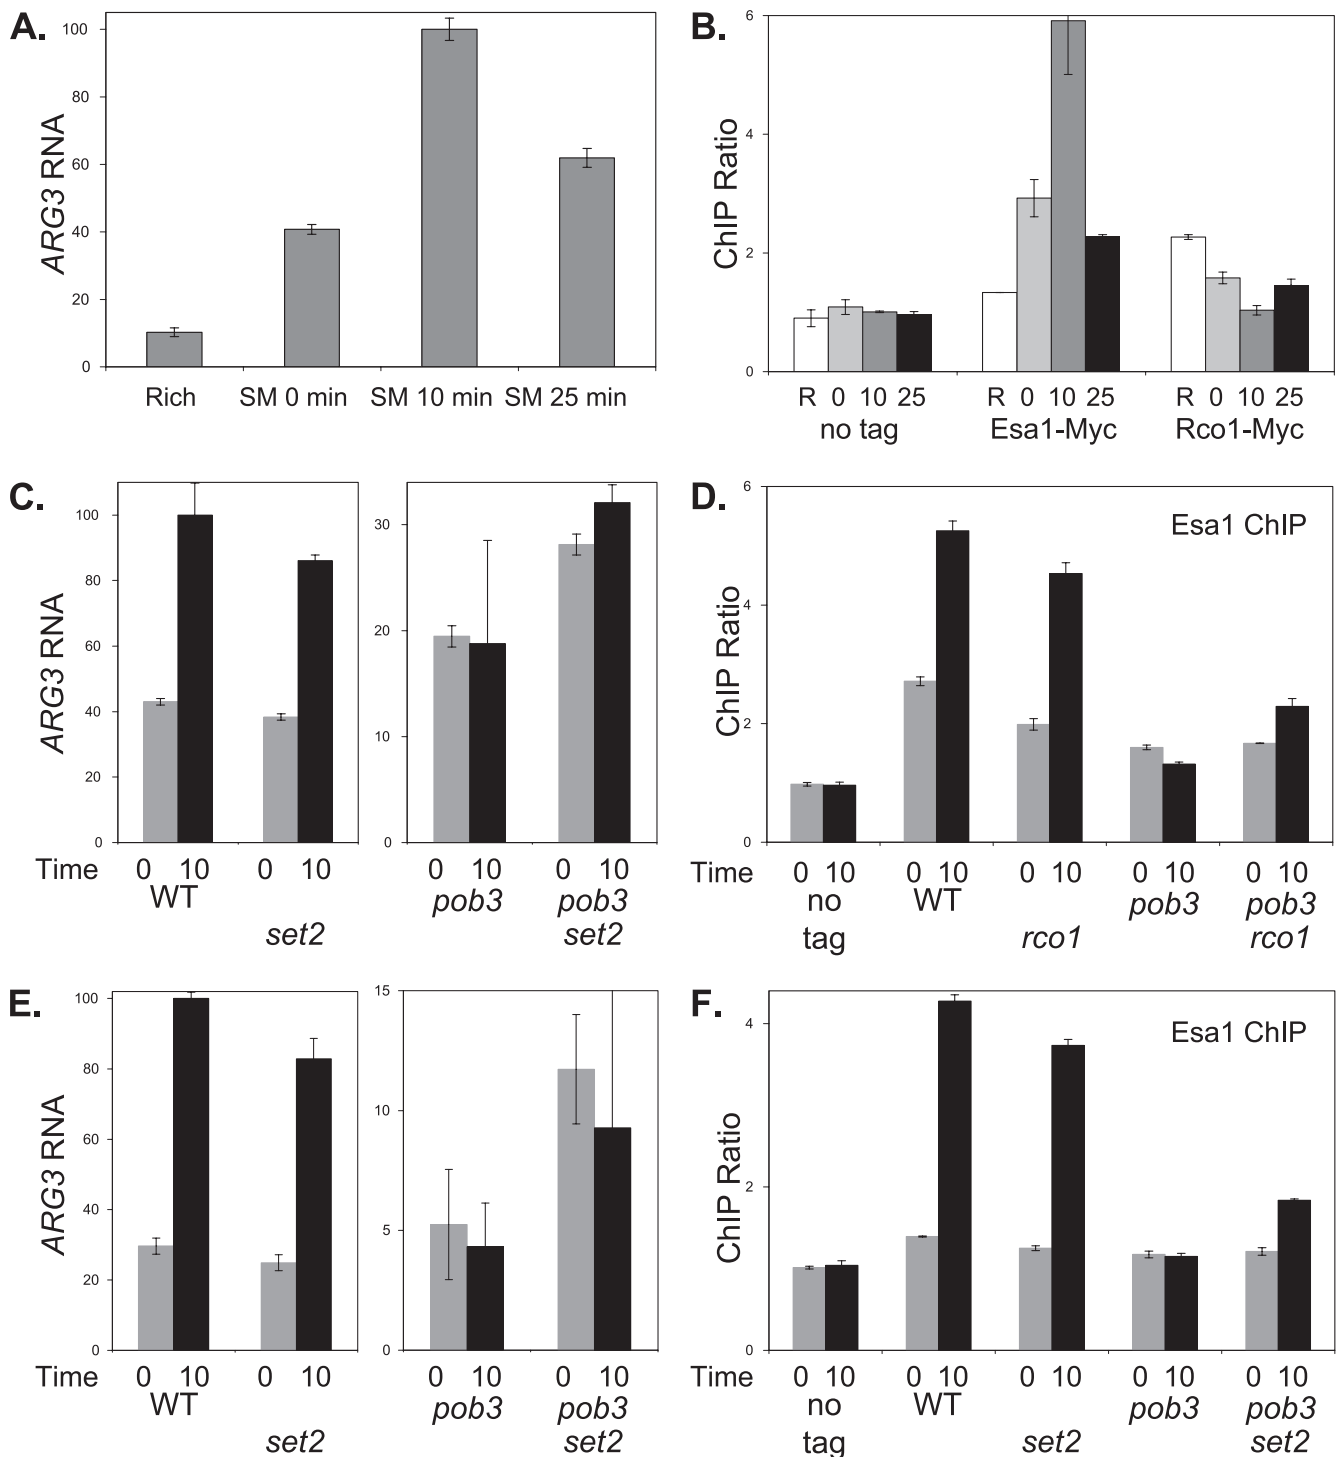 A.
ARG3 RNA
100
80
60
40
20
0
Rich SM 0 min SM 10 min SM 25 min
B.
ChIP Ratio
6
4
2
0
R 0 10 25 R 0 10 25 R 0 10 25
no tag Esa1-Myc Rco1-Myc
C.
ARG3 RNA
100
80
60
40
20
0
30
20
10
0
Time 0 10 0 10 0 10 0 10
WT set2 pob3 pob3
set2
D.
Esa1 ChIP
ChIP Ratio
6
4
2
0
Time 0 10 0 10 0 10 0 10 0 10
no WT pob3 pob3
tag rco1 rco1
E.
ARG3 RNA
100
80
60
40
20
0
15
10
5
0
Time 0 10 0 10 0 10 0 10
WT set2 pob3 pob3
set2
F.
Esa1 ChIP
ChIP Ratio
4
2
0
Time 0 10 0 10 0 10 0 10 0 10
no WT pob3 pob3
tag set2 set2